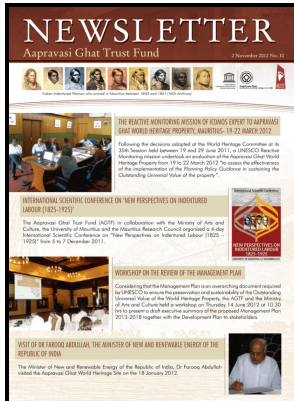 NEWSLETTER
Aapravasi Ghat Trust Fund
2 November 2012 No. 10
Indian Indentured Women who arrived in Mauritius between 1842 and 1851( MGI Archives)
THE REACTIVE MONITORING MISSION OF ICOMOS EXPERT TO AAPRAVASI
GHAT WORLD HERITAGE PROPERTY, MAURITIUS- 19-22 MARCH 2012
Following the decisions adopted at the World Heritage Committee at its
35th Session held between 19 and 29 June 2011, a UNESCO Reactive
Monitoring mission undertook an evaluation of the Aapravasi Ghat World
Heritage Property from 19 to 22 March 2012 "to assess the effectiveness
of the implementation of the Planning Policy Guidance in sustaining the
Outstanding Universal Value of the property".
INTERNATIONAL SCIENTIFIC CONFERENCE ON 'NEW PERSPECTIVES ON INDENTURED
LABOUR (1825-1925)'
The Aapravasi Ghat Trust Fund (AGTF) in collaboration with the Ministry of Arts and
Culture, the University of Mauritius and the Mauritius Research Council organised a 4-day
International Scientific Conference on "New Perspectives on Indentured Labour (1825 –
1925)" from 5 to 7 December 2011.
International Scientific Conference
NEW PERSPECTIVES ON
INDENTURED LABOUR
1825-1925
WORKSHOP ON THE REVIEW OF THE MANAGEMENT PLAN
Considering that the Management Plan is an overarching document required
by UNESCO to ensure the preservation and sustainability of the Outstanding
Universal Value of the World Heritage Property, the AGTF and the Ministry
of Arts and Culture held a workshop on Thursday 14 June 2012 at 10.30
hrs to present a draft executive summary of the proposed Management Plan
2013-2018 together with the Development Plan to stakeholders.
VISIT OF DR FAROOQ ABDULLAH, THE MINISTER OF NEW AND RENEWABLE ENERGY OF THE
REPUBLIC OF INDIA
The Minister of New and Renewable Energy of the Republic of India, Dr Farooq Abdullah
visited the Aapravasi Ghat World Heritage Site on the 18 January 2012.